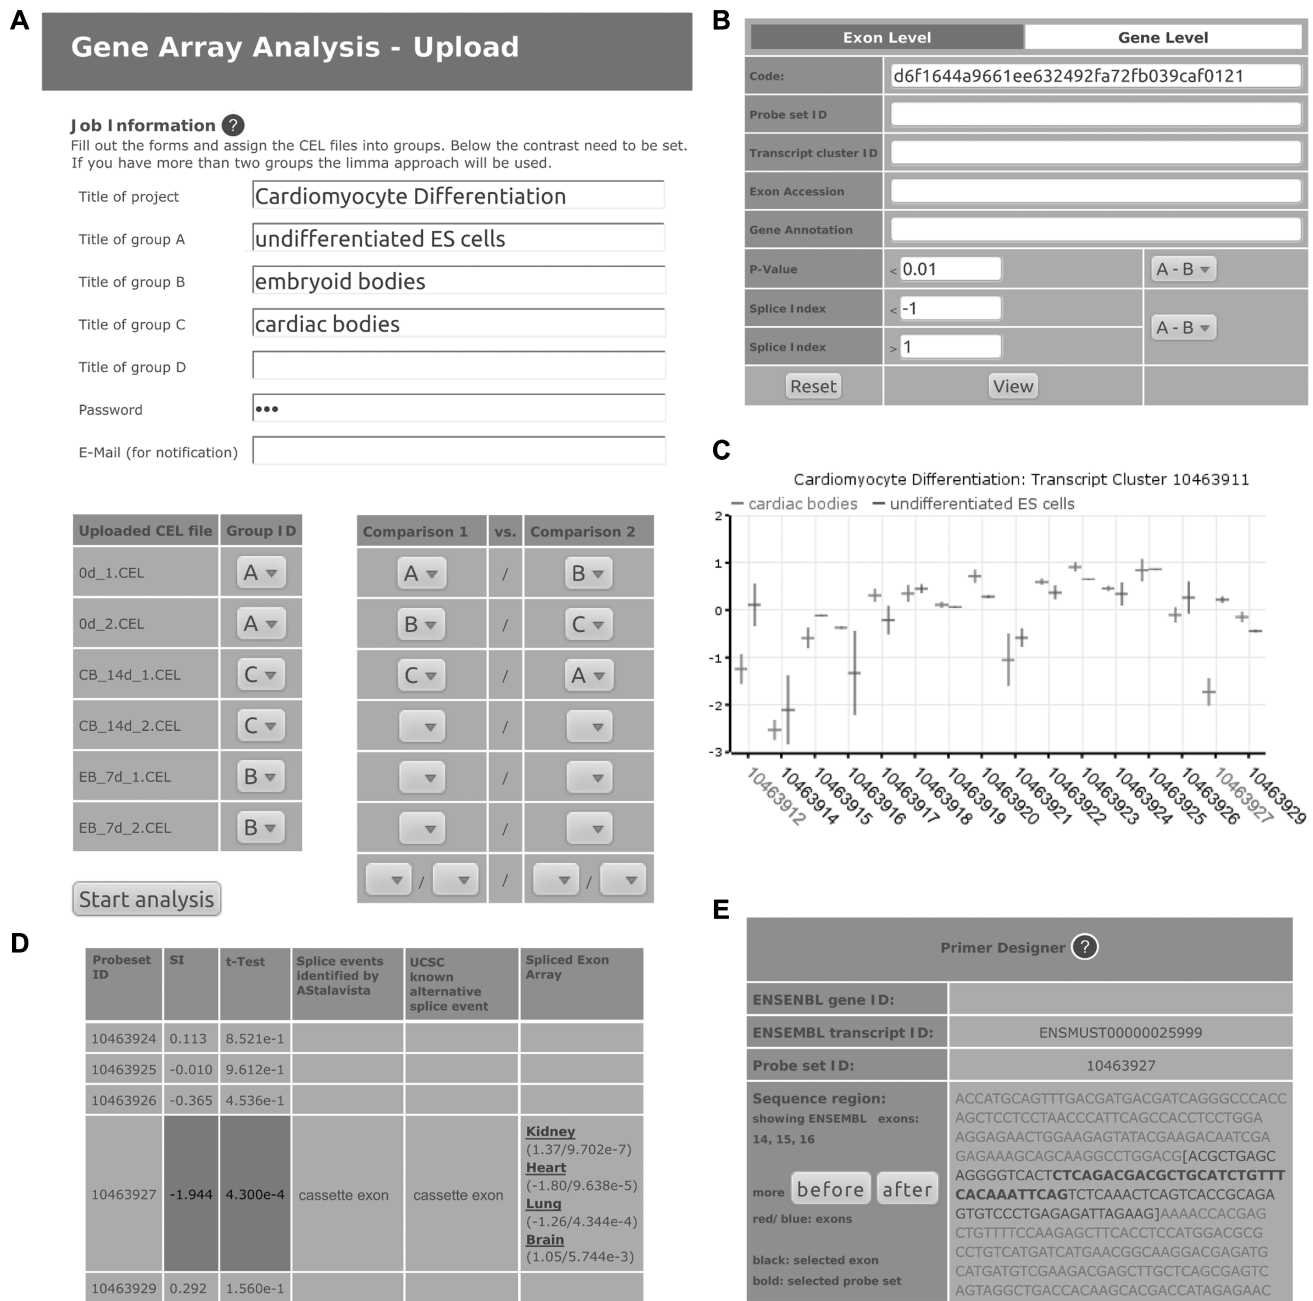 A
Gene Array Analysis - Upload
Job Information ?
Fill out the forms and assign the CEL files into groups. Below the contrast need to be set.
If you have more than two groups the limma approach will be used.
Title of project Cardiomyocyte Differentiation
Title of group A undifferentiated ES cells
Title of group B embryoid bodies
Title of group C cardiac bodies
Title of group D
Password •••
E-Mail (for notification)
Uploaded CEL file Group ID
0d_1.CEL A
0d_2.CEL A
CB_14d_1.CEL C
CB_14d_2.CEL C
EB_7d_1.CEL B
EB_7d_2.CEL B
Start analysis
Comparison 1 vs. Comparison 2
A / B
B / C
C / A
/
/
/
/ / /
B
Exon Level Gene Level
Code: d6f1644a9661ee632492fa72fb039caf0121
Probe set ID
Transcript cluster ID
Exon Accession
Gene Annotation
P-Value < 0.01 A - B
Splice Index < -1
A - B
Splice Index > 1
Reset View
C
Cardiomyocyte Differentiation: Transcript Cluster 10463911
cardiac bodies undifferentiated ES cells
2
1
0
-1
-2
-3
10463912
10463914
10463915
10463916
10463917
10463918
10463919
10463920
10463921
10463922
10463923
10463924
10463925
10463926
10463927
10463929
D
Probeset ID SI t-Test Splice events identified by AStalavista UCSC known alternative splice event Spliced Exon Array
10463924 0.113 8.521e-1
10463925 -0.010 9.612e-1
10463926 -0.365 4.536e-1
10463927 -1.944 4.300e-4 cassette exon cassette exon
Kidney
(1.37/9.702e-7)
Heart
(-1.80/9.638e-5)
Lung
(-1.26/4.344e-4)
Brain
(1.05/5.744e-3)
10463929 0.292 1.560e-1
E
Primer Designer ?
ENSENBL gene ID:
ENSEMBL transcript ID: ENSMUST00000025999
Probe set ID: 10463927
Sequence region:
showing ENSEMBL exons:
14, 15, 16
more before after
red/ blue: exons
black: selected exon
bold: selected probe set
ACCATGCAGTTTGACGATGACGATCAGGGCCCACC
AGCTCCTCCTAACCCATTCAGCCACCTCCTGGA
AGGAGAACTGGAAGAGTATACGAAGACAATCGA
GAGAAAGCAGCAAGGCCTGGACG[ACGCTGAGC
AGGGGTCACTCTCAGACGACGCTGCATCTGTTT
CACAAATTCAGTCTCAAACTCAGTCACCGCAGA
GTGTCCCTGAGAGATTAGAAG]AAAACCACGAG
CTGTTTTCCAAGAGCTTCACCTCCATGGACGCG
CCTGTCATGATCATGAACGGCAAGGACGAGATG
CATGATGTCGAAGACGAGCTTGCTCAGCGAGTC
AGTAGGCTGACCACAAGCACGACCATAGAGAAC